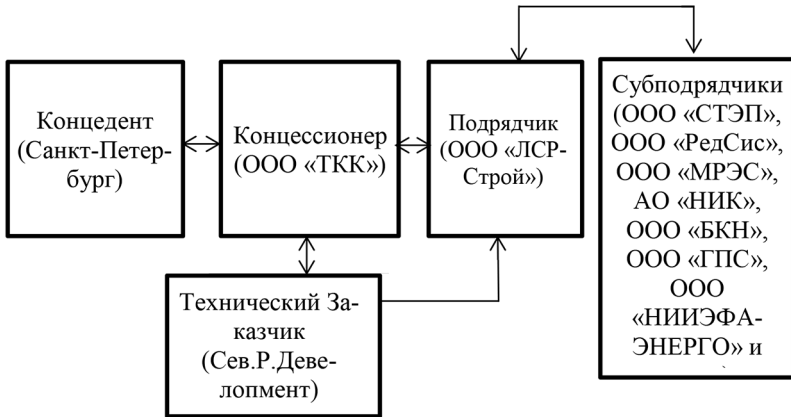 Концедент
(Санкт-Петер-
бург)
Концессионер
(ООО «ТКК»)
Подрядчик
(ООО «ЛСР-
Строй»)
Субподрядчики
(ООО «СТЭП»,
ООО «РедСис»,
ООО «МРЭС»,
АО «НИК»,
ООО «БКН»,
ООО «ГПС»,
ООО
«НИИЭФА-
ЭНЕРГО» и
Технический За-
казчик
(Сев.Р.Деве-
лопмент)